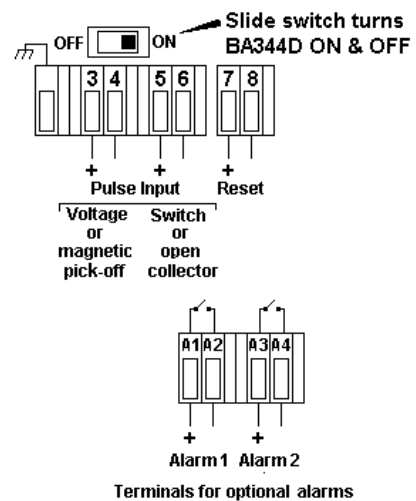 Slide switch turns
OFF ON BA344D ON & OFF
3 4 5 6 7 8
+ + +
Pulse Input Reset
Voltage Switch
or or
magnetic open
pick-off collector
A1 A2 A3 A4
+ +
Alarm 1 Alarm 2
Terminals for optional alarms